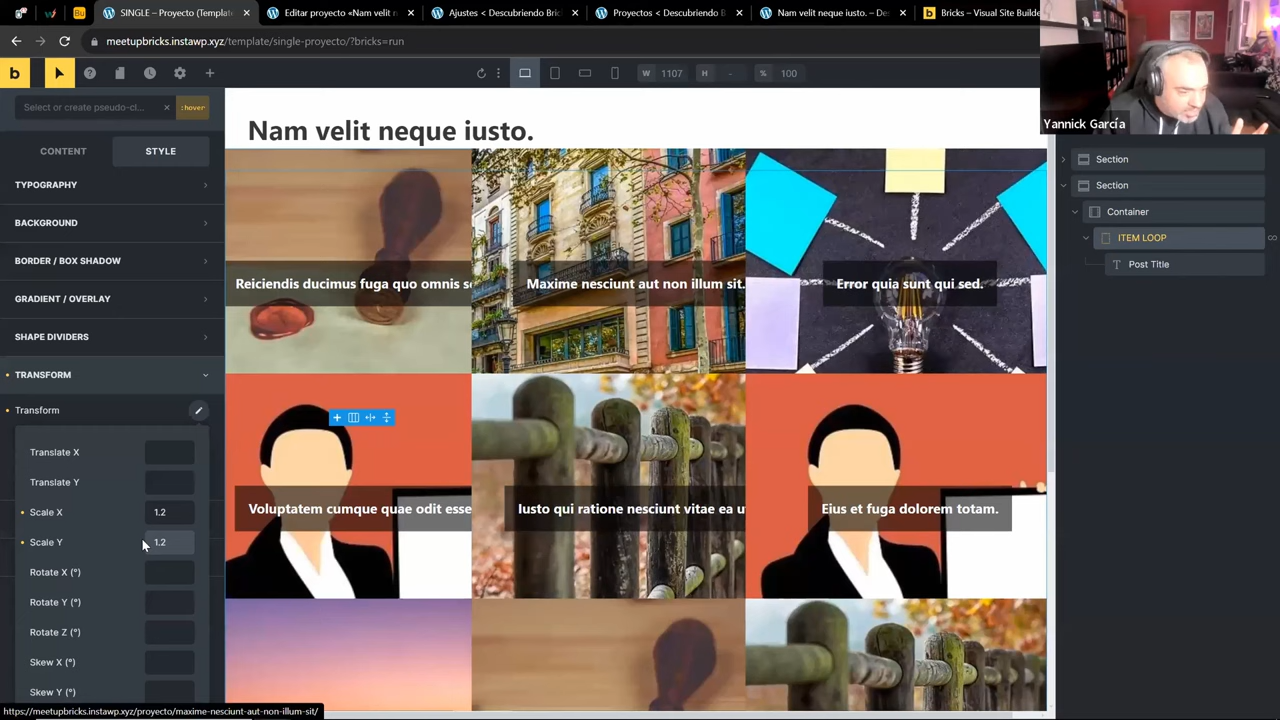 SINGLE – Proyecto (Templat
Editar proyecto «Nam velit n
Ajustes < Descubriendo Bric
Proyectos < Descubriendo B
Nam velit neque iusto. – De
Bricks – Visual Site Builde
meetupbricks.instawp.xyz/template/single-proyecto/?bricks=run
b
W 1107 H - % 100
Select or create pseudo-cl...
:hover
CONTENT
STYLE
TYPOGRAPHY
BACKGROUND
BORDER / BOX SHADOW
GRADIENT / OVERLAY
SHAPE DIVIDERS
TRANSFORM
Transform
Translate X
Translate Y
Scale X 1.2
Scale Y 1.2
Rotate X (°)
Rotate Y (°)
Rotate Z (°)
Skew X (°)
Skew Y (°)
https://meetupbricks.instawp.xyz/proyecto/maxime-nesciunt-aut-non-illum-sit/
Nam velit neque iusto.
Reiciendis ducimus fuga quo omnis s
Maxime nesciunt aut non illum sit.
Error quia sunt qui sed.
Voluptatem cumque quae odit esse
Iusto qui ratione nesciunt vitae ea u
Eius et fuga dolorem totam.
Yannick García
Section
Section
Container
ITEM LOOP
T Post Title